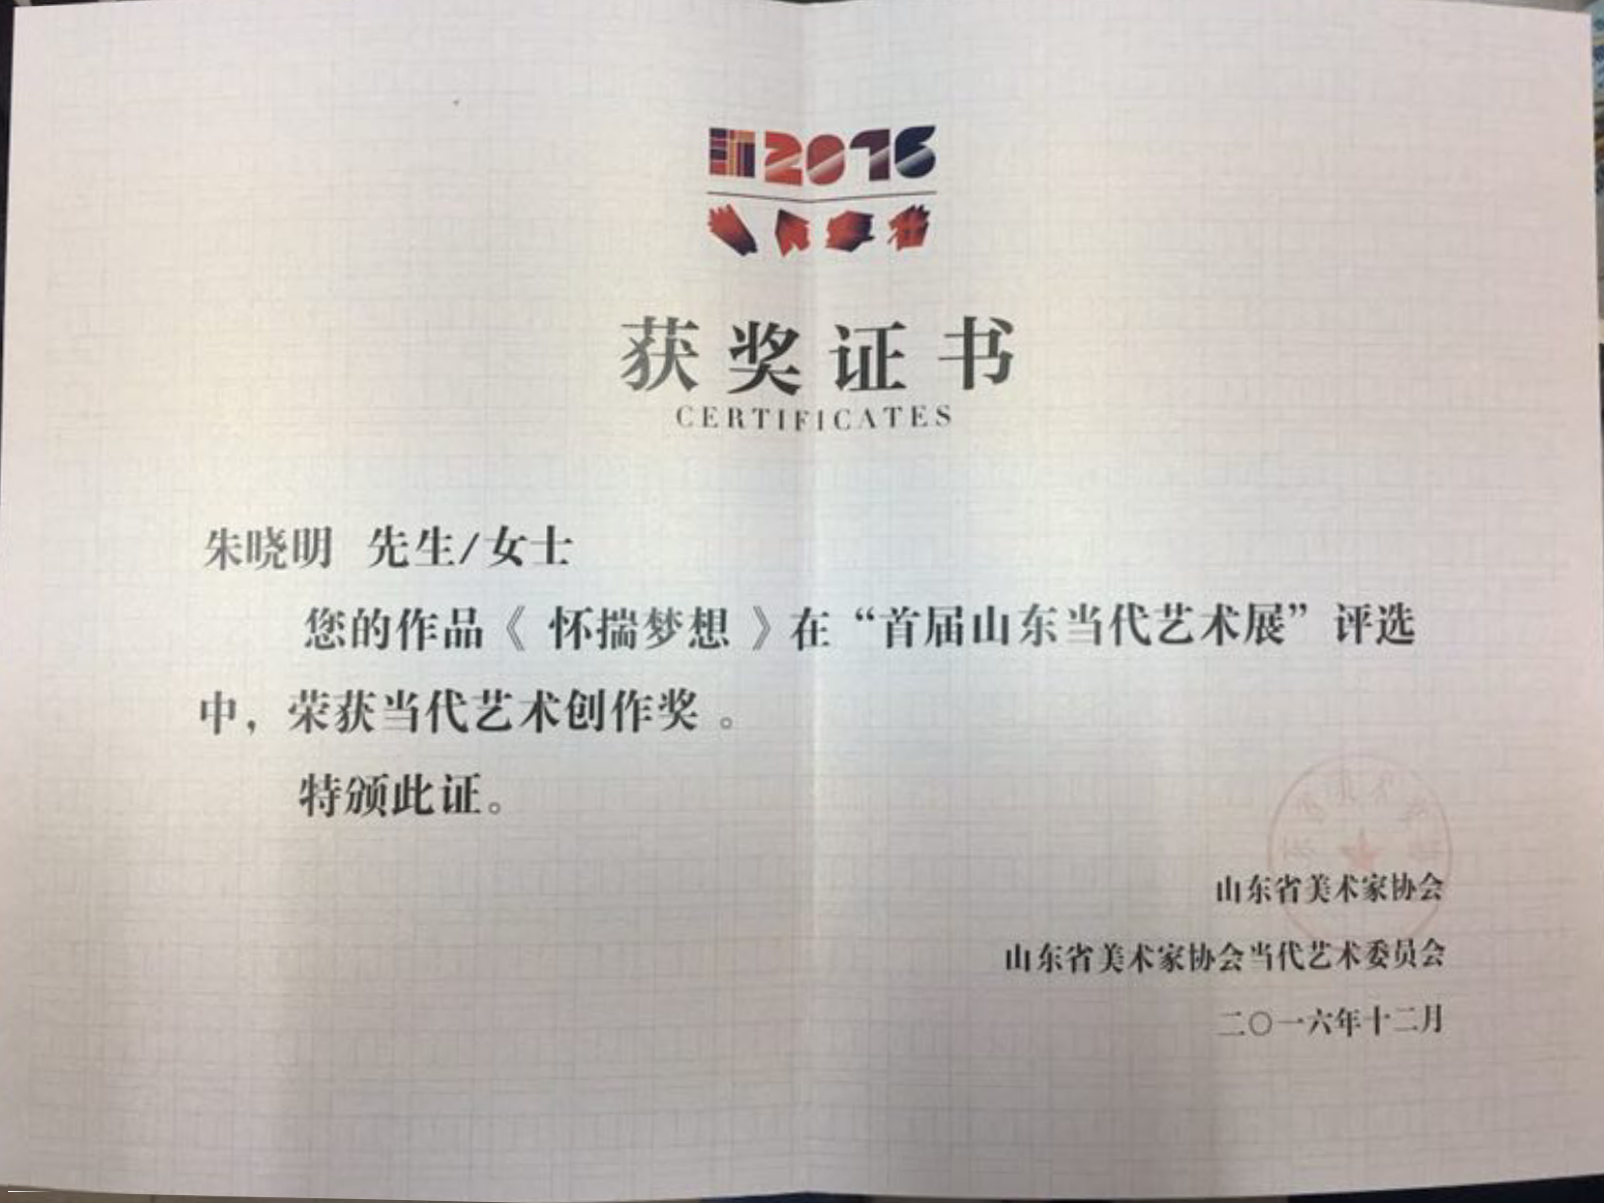 2016
获奖证书
CERTIFICATES
朱晓明 先生/女士
您的作品《 怀揣梦想 》在“首届山东当代艺术展”评选
中，荣获当代艺术创作奖 。
特颁此证。
山东省美术家协会
山东省美术家协会当代艺术委员会
二〇一六年十二月